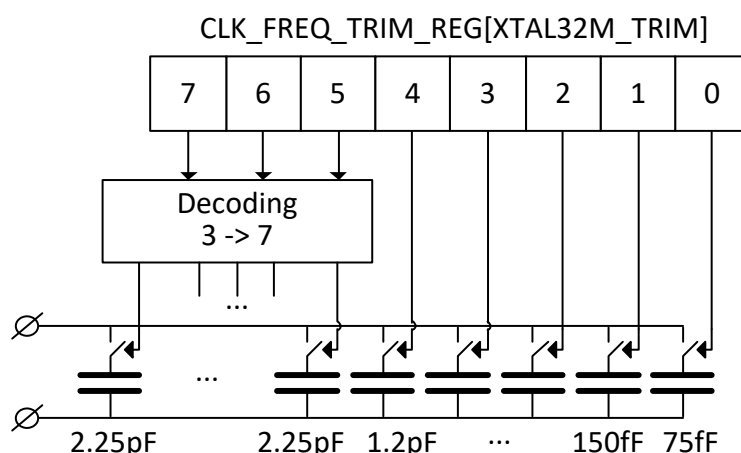 CLK_FREQ_TRIM_REG[XTAL32M_TRIM]
7 6 5 4 3 2 1 0
Decoding
3 -> 7
...
...
2.25pF 2.25pF 1.2pF ... 150fF 75fF